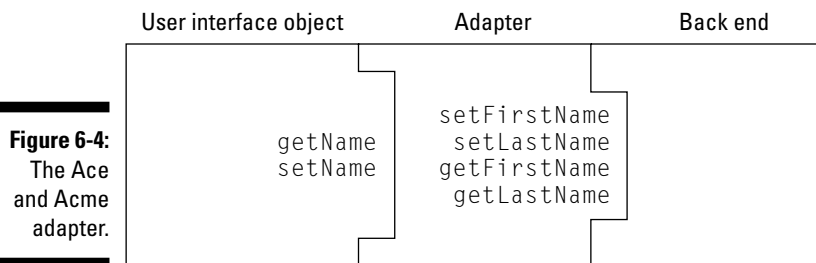 User interface object
Adapter
Back end
setFirstName
setLastName
getFirstName
getLastName
getName
setName
Figure 6-4:
The Ace
and Acme
adapter.